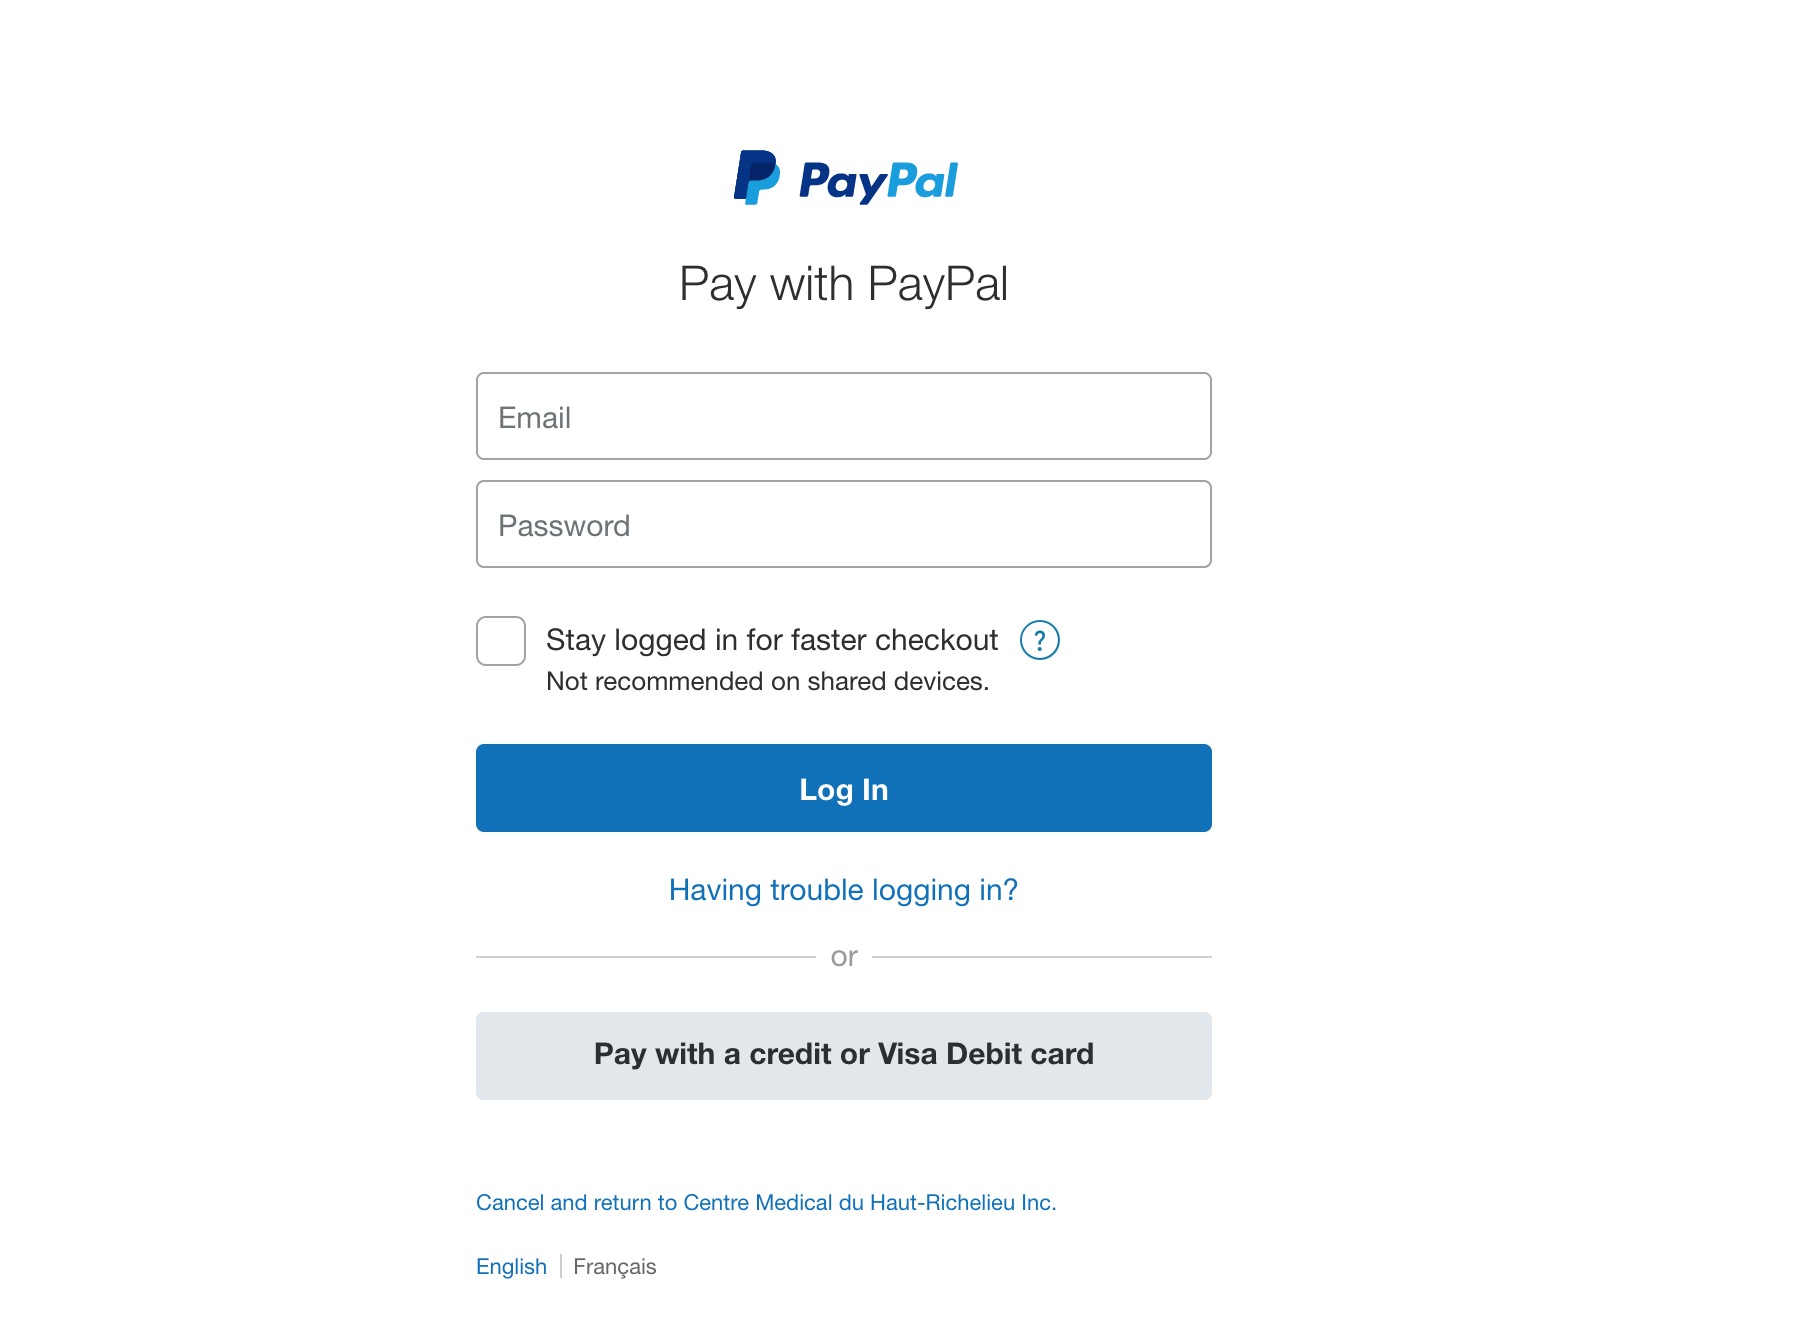 PayPal
Pay with PayPal
Email
Password
Stay logged in for faster checkout ?
Not recommended on shared devices.
Log In
Having trouble logging in?
or
Pay with a credit or Visa Debit card
Cancel and return to Centre Medical du Haut-Richelieu Inc.
English | Français